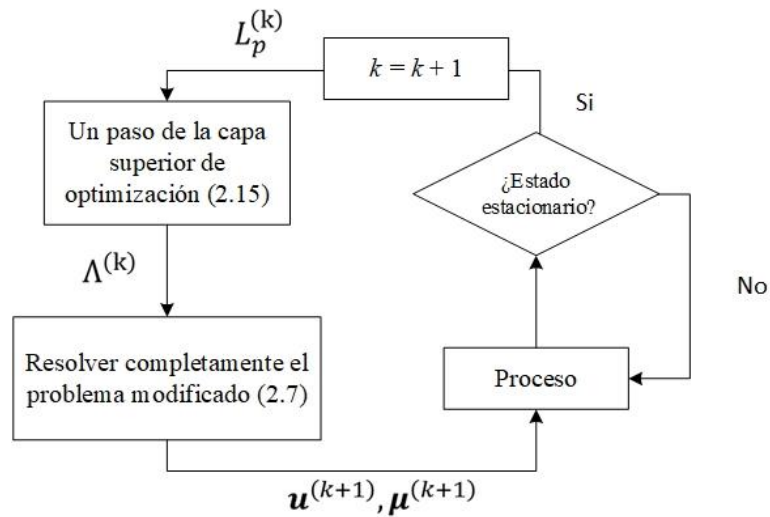 L_p^{(k)}
k = k + 1
Si
Un paso de la capa
superior de
optimización (2.15)
¿Estado
estacionario?
Λ^{(k)}
No
Resolver completamente el
problema modificado (2.7)
Proceso
u^{(k+1)}, μ^{(k+1)}